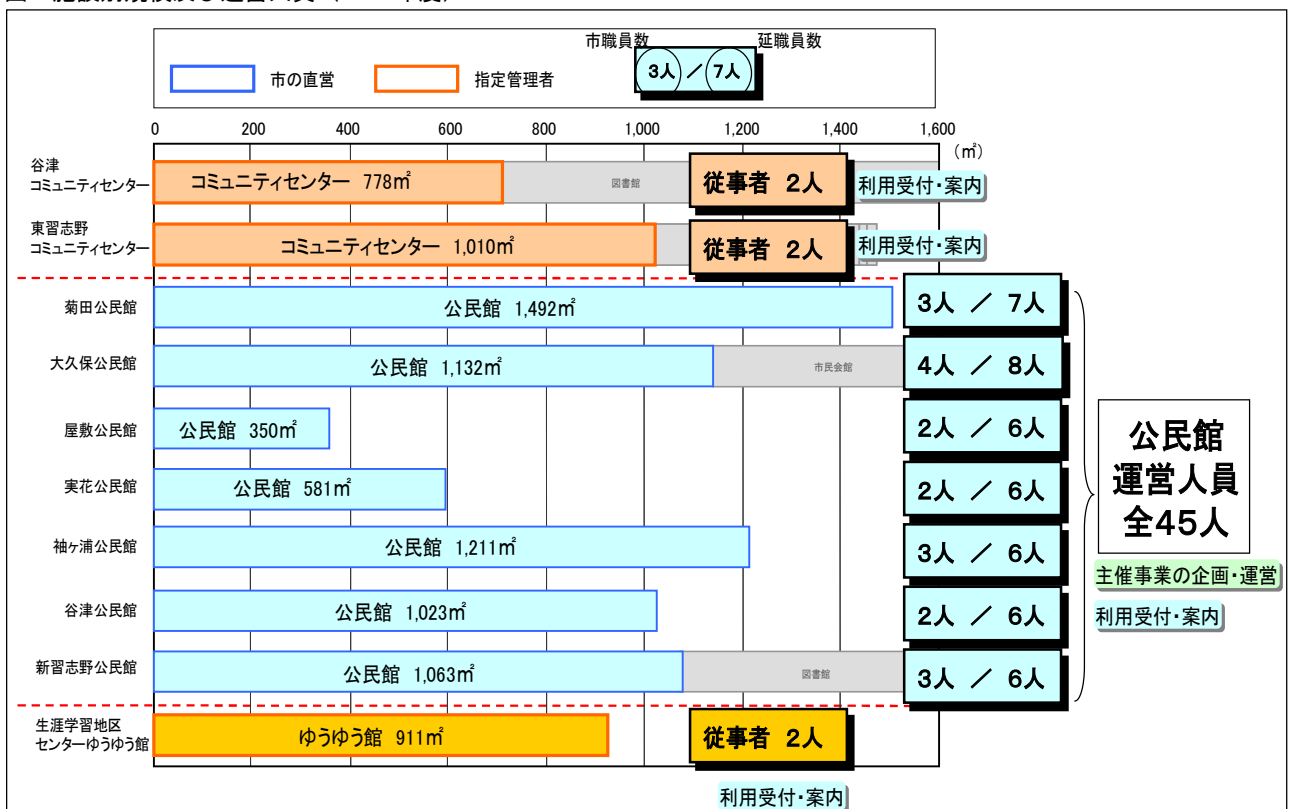 市職員数 延職員数
市の直営 指定管理者 3人 / 7人
0 200 400 600 800 1,000 1,200 1,400 1,600
(㎡)
谷津
コミュニティセンター
コミュニティセンター 778㎡
図書館
従事者 2人
利用受付・案内
東習志野
コミュニティセンター
コミュニティセンター 1,010㎡
従事者 2人
利用受付・案内
菊田公民館
公民館 1,492㎡
3人 / 7人
大久保公民館
公民館 1,132㎡
市民会館
4人 / 8人
屋敷公民館
公民館 350㎡
2人 / 6人
実花公民館
公民館 581㎡
2人 / 6人
袖ヶ浦公民館
公民館 1,211㎡
3人 / 6人
谷津公民館
公民館 1,023㎡
2人 / 6人
新習志野公民館
公民館 1,063㎡
図書館
3人 / 6人
公民館
運営人員
全45人
主催事業の企画・運営
利用受付・案内
生涯学習地区
センターゆうゆう館
ゆうゆう館 911㎡
従事者 2人
利用受付・案内